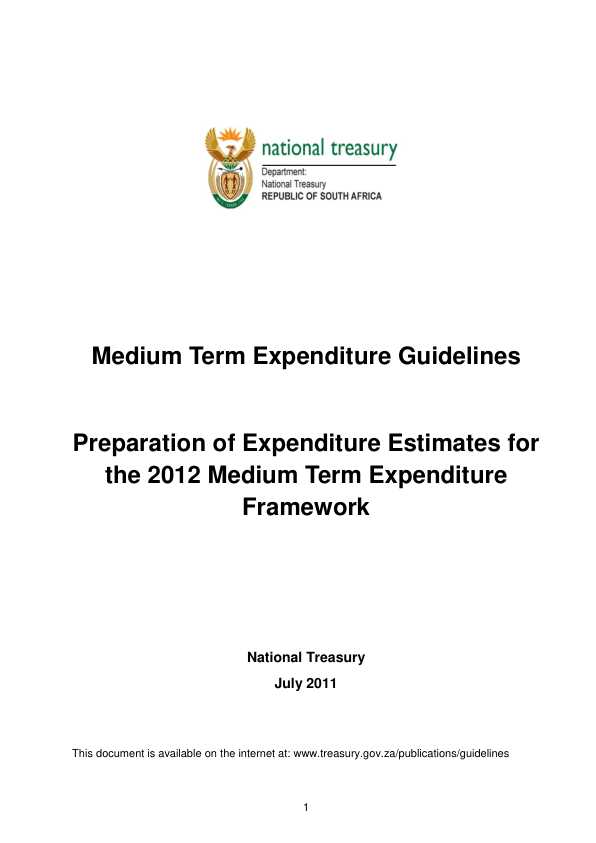 national treasury
Department:
National Treasury
REPUBLIC OF SOUTH AFRICA
Medium Term Expenditure Guidelines
Preparation of Expenditure Estimates for
the 2012 Medium Term Expenditure
Framework
National Treasury
July 2011
This document is available on the internet at: www.treasury.gov.za/publications/guidelines
1